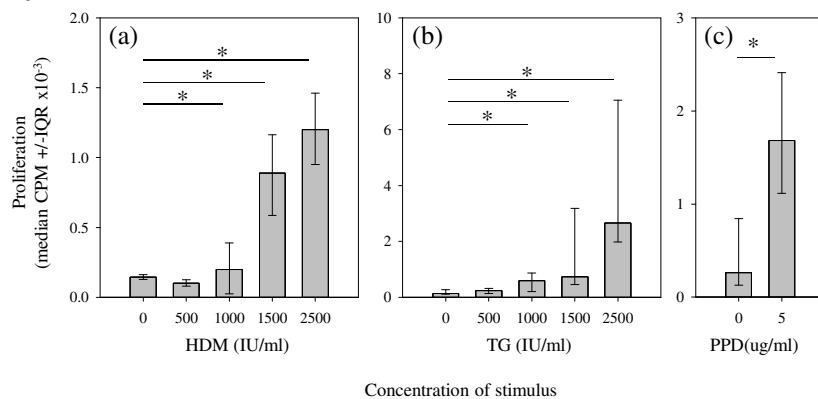 Proliferation
(median CPM +/-IQR x10-3)
(a)
2.0
1.5
1.0
0.5
0.0
*
*
*
0 500 1000 1500 2500
HDM (IU/ml)
(b)
10
8
6
4
2
0
*
*
*
0 500 1000 1500 2500
TG (IU/ml)
(c)
3
2
1
0
*
0 5
PPD(ug/ml)
Concentration of stimulus